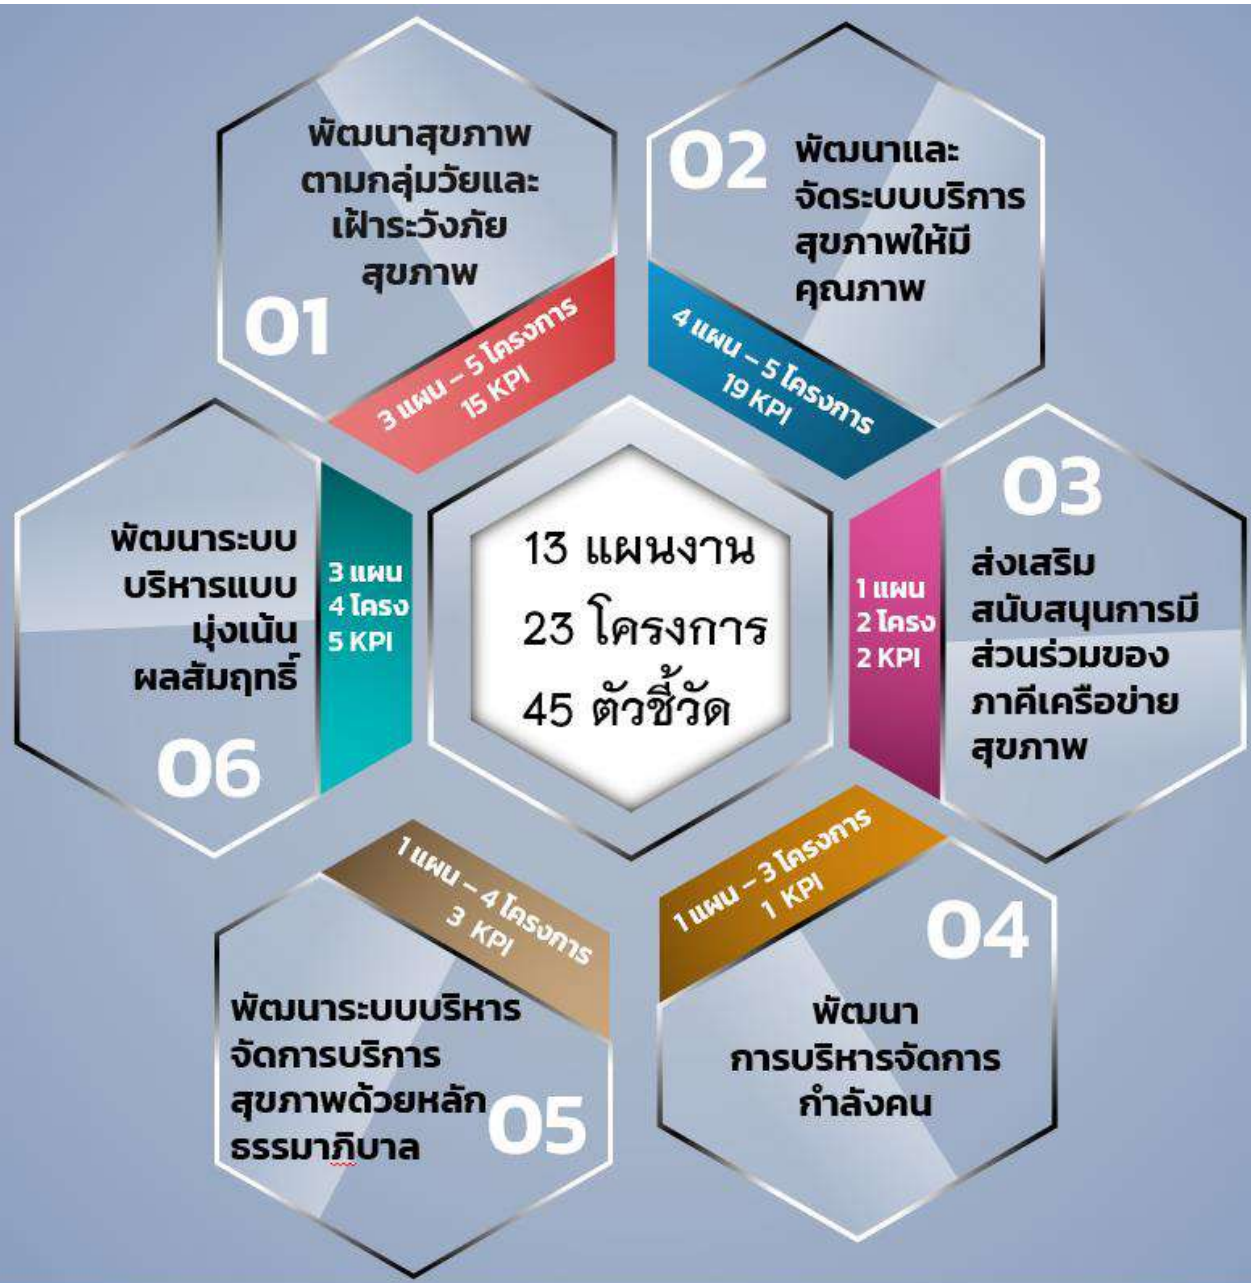 พัฒนาสุขภาพ
ตามกลุ่มวัยและ
เฝ้าระวังภัย
สุขภาพ
01
3 แผน – 5 โครงการ
15 KPI
02
พัฒนาและ
จัดระบบบริการ
สุขภาพให้มี
คุณภาพ
4 แผน – 5 โครงการ
19 KPI
03
ส่งเสริม
สนับสนุนการมี
ส่วนร่วมของ
ภาคีเครือข่าย
สุขภาพ
1 แผน
2 โครง
2 KPI
13 แผนงาน
23 โครงการ
45 ตัวชี้วัด
พัฒนาระบบ
บริหารแบบ
มุ่งเน้น
ผลสัมฤทธิ์
06
3 แผน
4 โครง
5 KPI
1 แผน – 3 โครงการ
1 KPI
04
พัฒนา
การบริหารจัดการ
กำลังคน
1 แผน – 4 โครงการ
3 KPI
พัฒนาระบบบริหาร
จัดการบริการ
สุขภาพด้วยหลัก
ธรรมาภิบาล
05